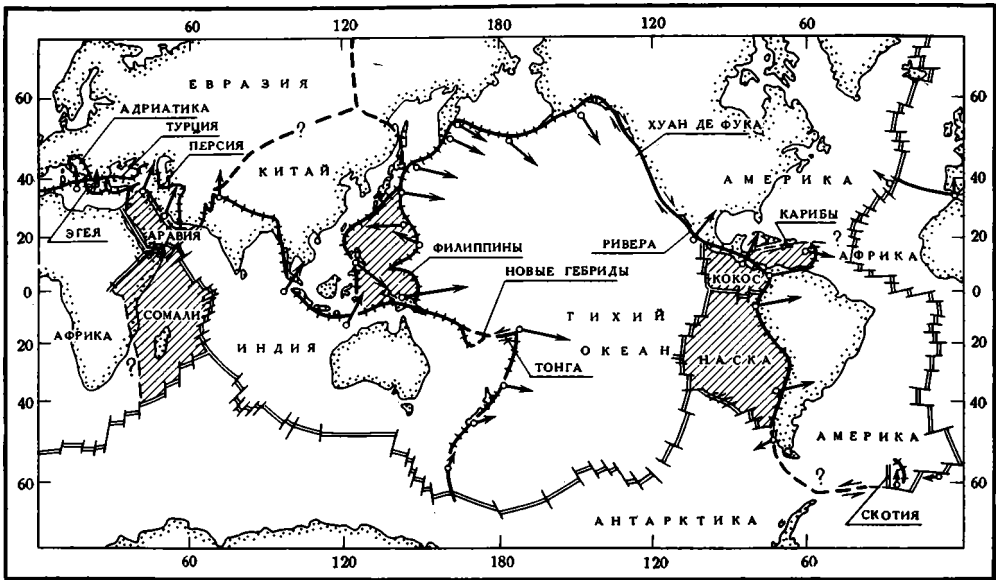 60 120 180 120 60
ЕВРАЗИЯ
60 60
АДРИАТИКА
ТУРЦИЯ
ПЕРСИЯ
?
ХУАН ДЕ ФУКА
КИТАЙ
АМЕРИКА
40 40
КАРИБЫ
ЭГЕЯ
АРАВИЯ
?
20 20
ФИЛИППИНЫ
РИВЕРА
АФРИКА
НОВЫЕ ГЕБРИДЫ
КОКОС
0 0
СОМАЛИ
АФРИКА
ТИХИЙ
ИНДИЯ
ОКЕАН
НАСКА
20 20
?
ТОНГА
40 40
АМЕРИКА
60 60
?
СКОТИЯ
АНТАРКТИКА
60 120 180 120 60